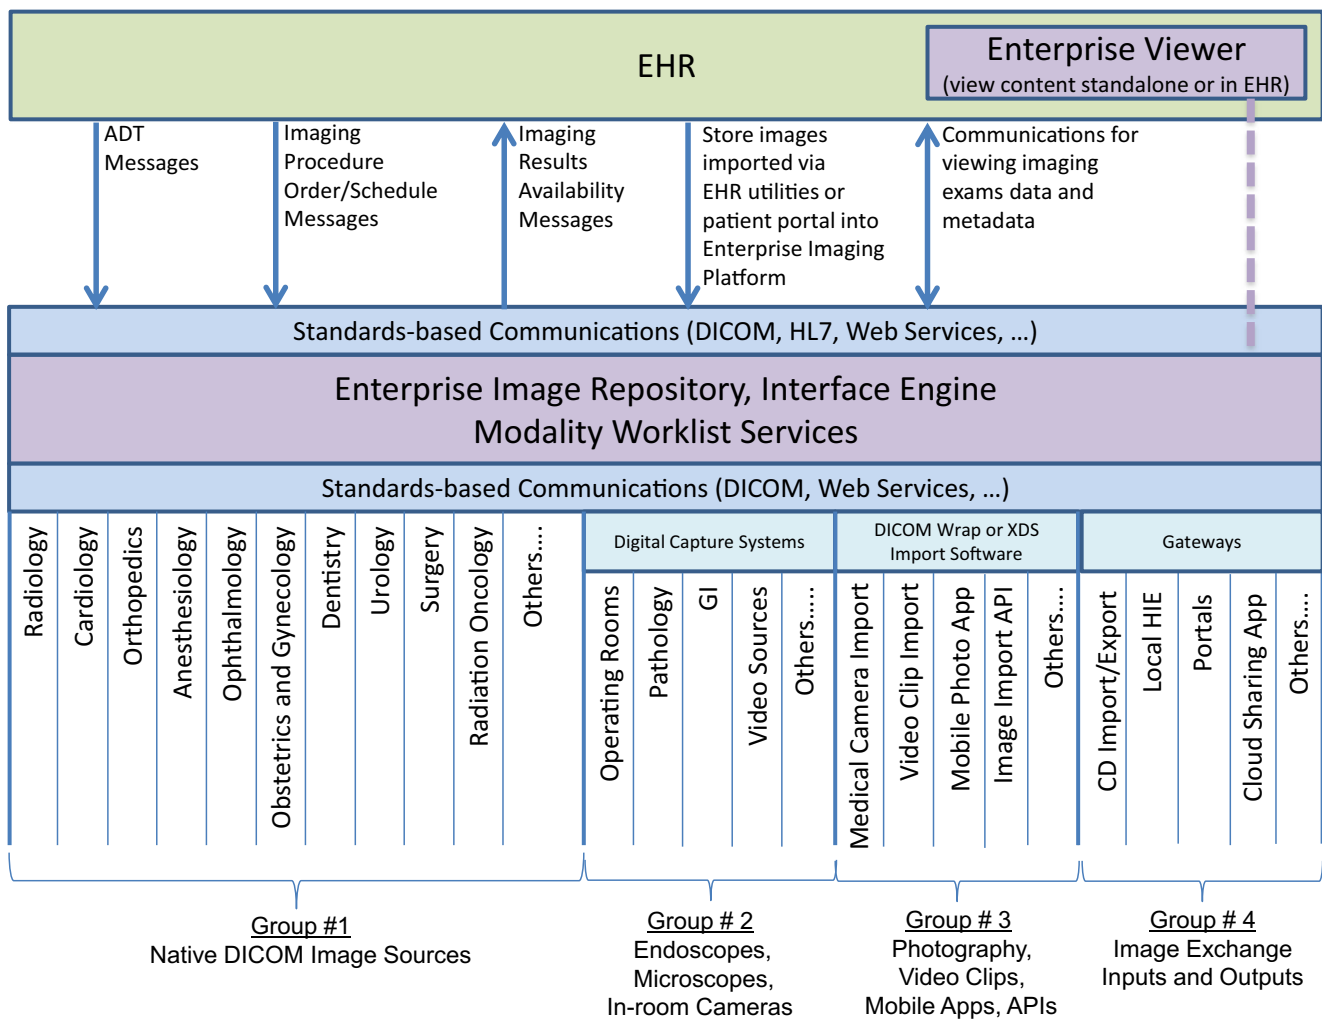 EHR
Enterprise Viewer
(view content standalone or in EHR)
ADT
Messages
Imaging
Procedure
Order/Schedule
Messages
Imaging
Results
Availability
Messages
Store images
imported via
EHR utilities or
patient portal into
Enterprise Imaging
Platform
Communications for
viewing imaging
exams data and
metadata
Standards-based Communications (DICOM, HL7, Web Services, ...)
Enterprise Image Repository, Interface Engine
Modality Worklist Services
Standards-based Communications (DICOM, Web Services, ...)
Radiology
Cardiology
Orthopedics
Anesthesiology
Ophthalmology
Obstetrics and Gynecology
Dentistry
Urology
Surgery
Radiation Oncology
Others....
Digital Capture Systems
Operating Rooms
Pathology
GI
Video Sources
Others.....
DICOM Wrap or XDS
Import Software
Medical Camera Import
Video Clip Import
Mobile Photo App
Image Import API
Others....
Gateways
CD Import/Export
Local HIE
Portals
Cloud Sharing App
Others....
Group #1
Native DICOM Image Sources
Group # 2
Endoscopes,
Microscopes,
In-room Cameras
Group # 3
Photography,
Video Clips,
Mobile Apps, APIs
Group # 4
Image Exchange
Inputs and Outputs